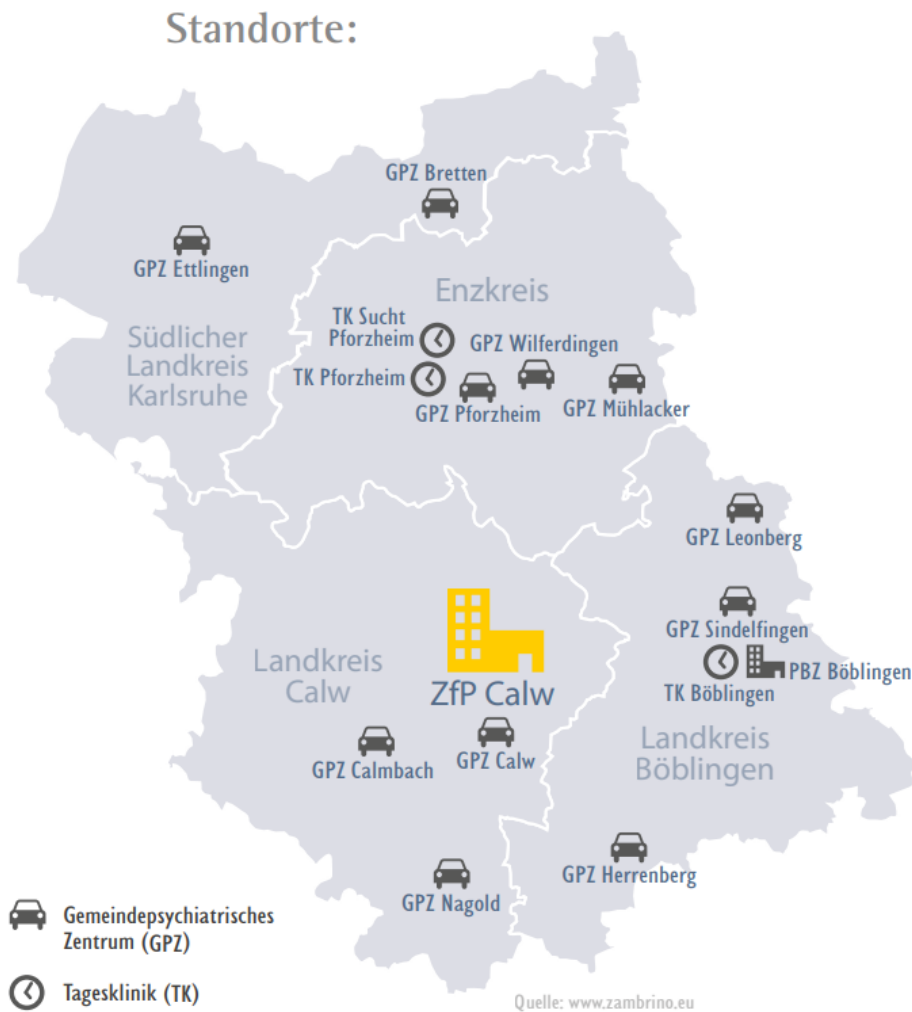 Standorte:
GPZ Bretten
GPZ Ettlingen
Enzkreis
TK Sucht
Pforzheim
GPZ Wilferdingen
Südlicher
Landkreis
Karlsruhe
TK Pforzheim
GPZ Pforzheim
GPZ Mühlacker
GPZ Leonberg
GPZ Sindelfingen
Landkreis
Calw
ZfP Calw
TK Böblingen
PBZ Böblingen
GPZ Calmbach
GPZ Calw
Landkreis
Böblingen
GPZ Herrenberg
GPZ Nagold
Gemeindepsychiatrisches
Zentrum (GPZ)
Tagesklinik (TK)
Quelle: www.zambrino.eu